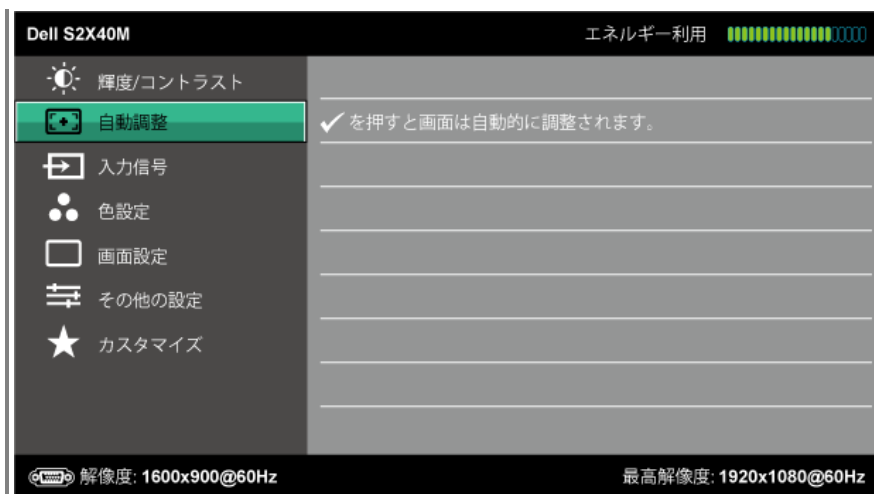 Dell S2X40M エネルギー利用
輝度/コントラスト
自動調整
✓を押すと画面は自動的に調整されます。
入力信号
色設定
画面設定
その他の設定
カスタマイズ
解像度: 1600x900@60Hz 最高解像度: 1920x1080@60Hz